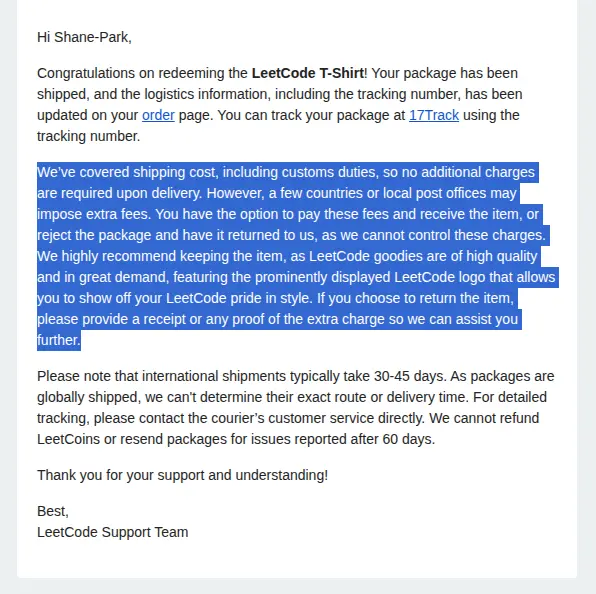 Hi Shane-Park,
Congratulations on redeeming the LeetCode T-Shirt! Your package has been
shipped, and the logistics information, including the tracking number, has been
updated on your order page. You can track your package at 17Track using the
tracking number.
We’ve covered shipping cost, including customs duties, so no additional charges
are required upon delivery. However, a few countries or local post offices may
impose extra fees. You have the option to pay these fees and receive the item, or
reject the package and have it returned to us, as we cannot control these charges.
We highly recommend keeping the item, as LeetCode goodies are of high quality
and in great demand, featuring the prominently displayed LeetCode logo that allows
you to show off your LeetCode pride in style. If you choose to return the item,
please provide a receipt or any proof of the extra charge so we can assist you
further.
Please note that international shipments typically take 30-45 days. As packages are
globally shipped, we can't determine their exact route or delivery time. For detailed
tracking, please contact the courier’s customer service directly. We cannot refund
LeetCoins or resend packages for issues reported after 60 days.
Thank you for your support and understanding!
Best,
LeetCode Support Team